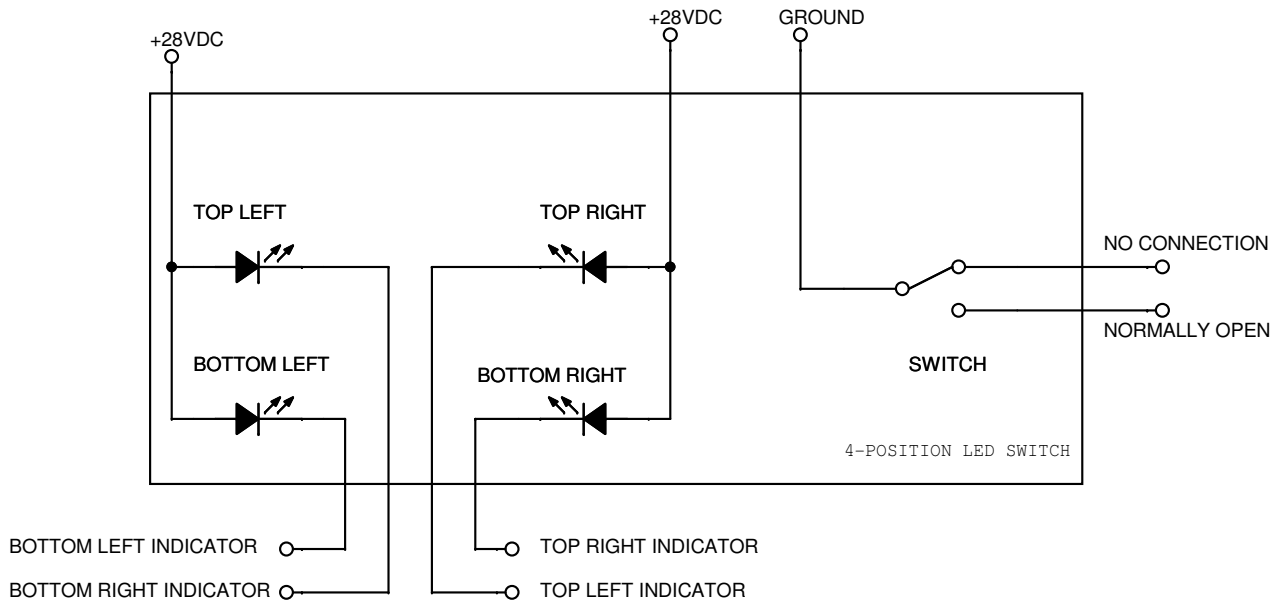 +28VDC GROUND
+28VDC
TOP LEFT TOP RIGHT
NO CONNECTION
NORMALLY OPEN
BOTTOM LEFT BOTTOM RIGHT SWITCH
4-POSITION LED SWITCH
BOTTOM LEFT INDICATOR TOP RIGHT INDICATOR
BOTTOM RIGHT INDICATOR TOP LEFT INDICATOR